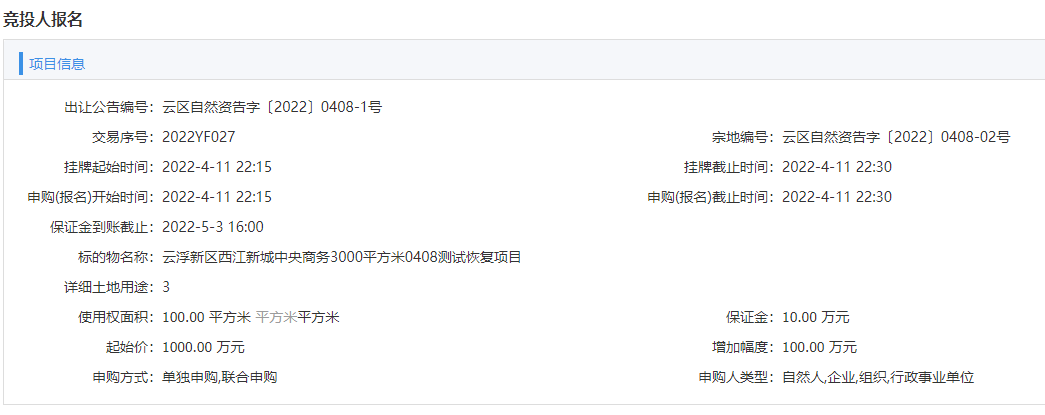 竞投人报名
项目信息
出让公告编号：云区自然资告字〔2022〕0408-1号
交易序号：2022YF027 宗地编号：云区自然资告字〔2022〕0408-02号
挂牌起始时间：2022-4-11 22:15 挂牌截止时间：2022-4-11 22:30
申购(报名)开始时间：2022-4-11 22:15 申购(报名)截止时间：2022-4-11 22:30
保证金到账截止：2022-5-3 16:00
标的物名称：云浮新区西江新城中央商务3000平方米0408测试恢复项目
详细土地用途：3
使用权面积：100.00 平方米 平方米平方米 保证金：10.00 万元
起始价：1000.00 万元 增加幅度：100.00 万元
申购方式：单独申购,联合申购 申购人类型：自然人,企业,组织,行政事业单位